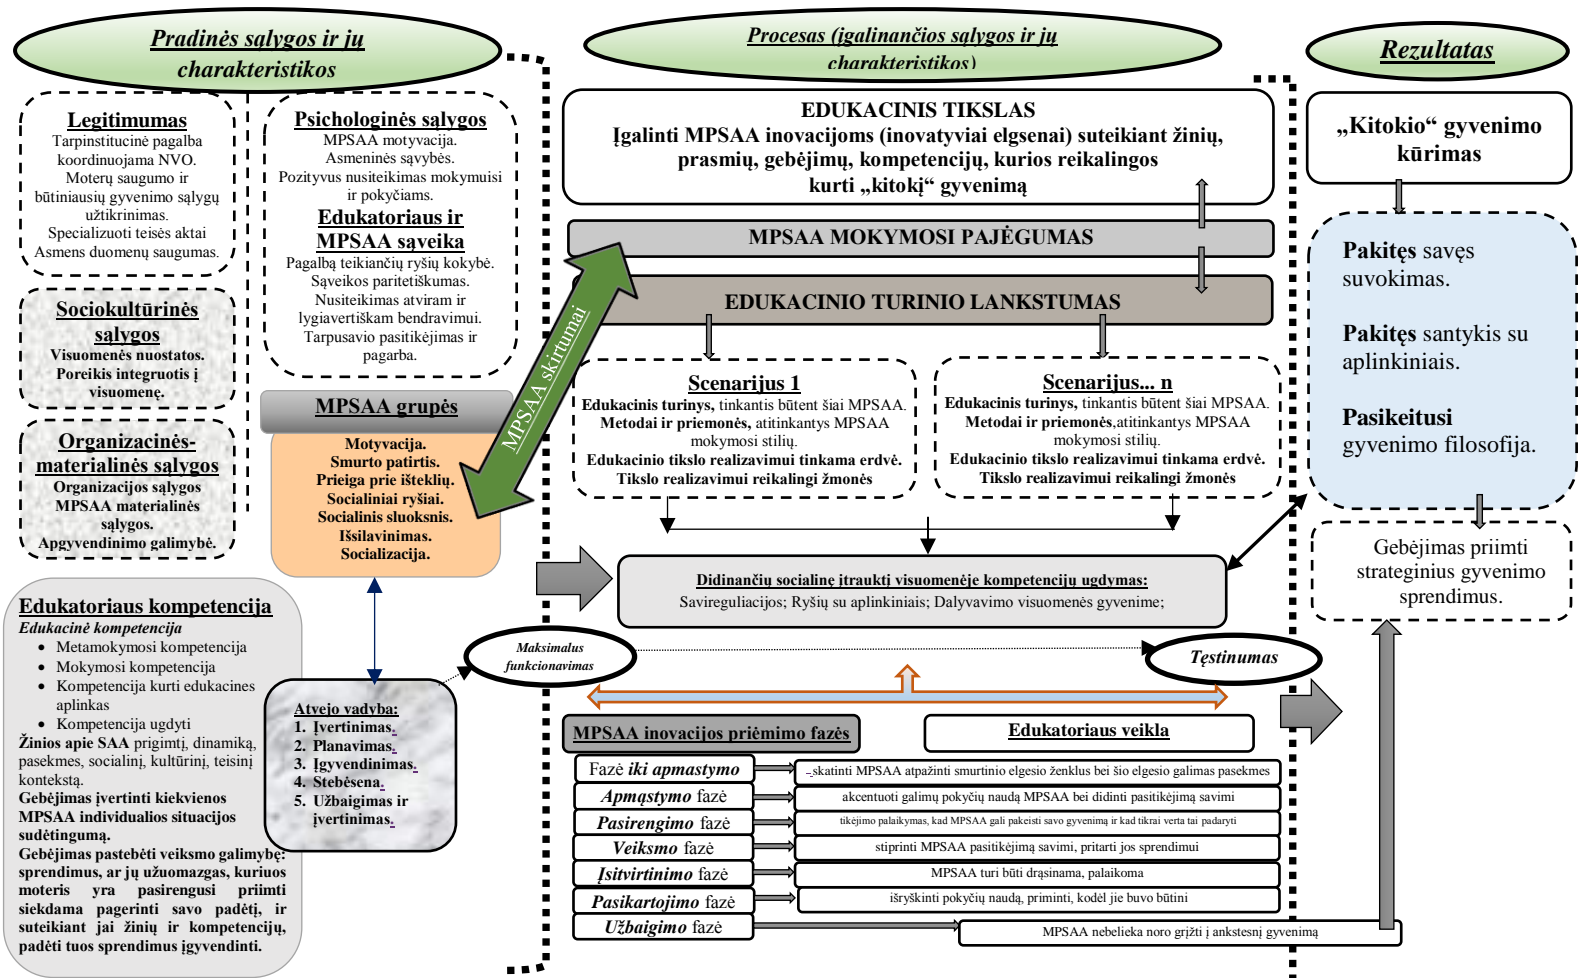 Pradinės sąlygos ir jų
charakteristikos
Procesas (įgalinančios sąlygos ir jų
charakteristikos)
Rezultatas
Legitimumas
Tarpinstitucinė pagalba
koordinuojama NVO.
Moterų saugumo ir
būtiniausių gyvenimo sąlygų
užtikrinimas.
Specializuoti teisės aktai
Asmens duomenų saugumas.
Sociokultūrinės
sąlygos
Visuomenės nuostatos.
Poreikis integruotis į
visuomenę.
Organizacinės-
materialinės sąlygos
Organizacijos sąlygos
MPSAA materialinės
sąlygos.
Apgyvendinimo galimybė.
Psichologinės sąlygos
MPSAA motyvacija.
Asmeninės sąvybės.
Pozityvus nusiteikimas mokymuisi
ir pokyčiams.
Edukatoriaus ir
MPSAA sąveika
Pagalbą teikiančių ryšių kokybė.
Sąveikos paritetiškumas.
Nusiteikimas atviram ir
lygiavertiškam bendravimui.
Tarpusavio pasitikėjimas ir
pagarba.
MPSAA grupės
Motyvacija.
Smurto patirtis.
Prieiga prie išteklių.
Socialiniai ryšiai.
Socialinis sluoksnis.
Išsilavinimas.
Socializacija.
MPSAA skirtumai
Edukatoriaus kompetencija
Edukacinė kompetencija
• Metamokymosi kompetencija
• Mokymosi kompetencija
• Kompetencija kurti edukacines
aplinkas
• Kompetencija ugdyti
Žinios apie SAA prigimtį, dinamiką,
pasekmes, socialinį, kultūrinį, teisinį
kontekstą.
Gebėjimas įvertinti kiekvienos
MPSAA individualios situacijos
sudėtingumą.
Gebėjimas pastebėti veiksmo galimybę:
sprendimus, ar jų užuomazgas, kuriuos
moteris yra pasirengusi priimti
siekdama pagerinti savo padėtį, ir
suteikiant jai žinių ir kompetencijų,
padėti tuos sprendimus įgyvendinti.
Atvejo vadyba:
1. Įvertinimas.
2. Planavimas.
3. Įgyvendinimas.
4. Stebėsena.
5. Užbaigimas ir
įvertinimas.
EDUKACINIS TIKSLAS
Įgalinti MPSAA inovacijoms (inovatyviai elgsenai) suteikiant žinių,
prasmių, gebėjimų, kompetencijų, kurios reikalingos
kurti „kitokį“ gyvenimą
MPSAA MOKYMOSI PAJĖGUMAS
EDUKACINIO TURINIO LANKSTUMAS
Scenarijus 1
Edukacinis turinys, tinkantis būtent šiai MPSAA.
Metodai ir priemonės, atitinkantys MPSAA
mokymosi stilių.
Edukacinio tikslo realizavimui tinkama erdvė.
Tikslo realizavimui reikalingi žmonės
Scenarijus... n
Edukacinis turinys, tinkantis būtent šiai MPSAA.
Metodai ir priemonės,atitinkantys MPSAA
mokymosi stilių.
Edukacinio tikslo realizavimui tinkama erdvė.
Tikslo realizavimui reikalingi žmonės
Didinančių socialinę įtrauktį visuomenėje kompetencijų ugdymas:
Savireguliacijos; Ryšių su aplinkiniais; Dalyvavimo visuomenės gyvenime;
Maksimalus
funkcionavimas
Tęstinumas
MPSAA inovacijos priėmimo fazės
Edukatoriaus veikla
Fazė iki apmastymo
-skatinti MPSAA atpažinti smurtinio elgesio ženklus bei šio elgesio galimas pasekmes
Apmąstymo fazė
akcentuoti galimų pokyčių naudą MPSAA bei didinti pasitikėjimą savimi
Pasirengimo fazė
tikėjimo palaikymas, kad MPSAA gali pakeisti savo gyvenimą ir kad tikrai verta tai padaryti
Veiksmo fazė
stiprinti MPSAA pasitikėjimą savimi, pritarti jos sprendimui
Įsitvirtinimo fazė
MPSAA turi būti drąsinama, palaikoma
Pasikartojimo fazė
išryškinti pokyčių naudą, priminti, kodėl jie buvo būtini
Užbaigimo fazė
MPSAA nebelieka noro grįžti į ankstesnį gyvenimą
„Kitokio“ gyvenimo
kūrimas
Pakitęs savęs
suvokimas.
Pakitęs santykis su
aplinkiniais.
Pasikeitusi
gyvenimo filosofija.
Gebėjimas priimti
strateginius gyvenimo
sprendimus.